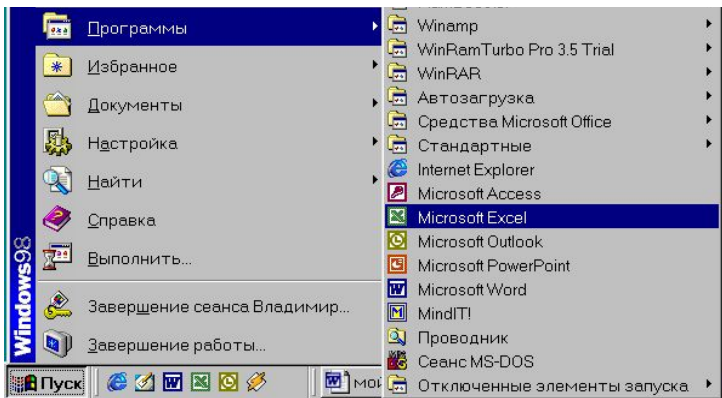 Программы
Избранное
Документы
Настройка
Найти
Справка
Выполнить...
Завершение сеанса Владимир...
Завершение работы...
Windows98
Winamp
WinRamTurbo Pro 3.5 Trial
WinRAR
Автозагрузка
Средства Microsoft Office
Стандартные
Internet Explorer
Microsoft Access
Microsoft Excel
Microsoft Outlook
Microsoft PowerPoint
Microsoft Word
MindIT!
Проводник
Сеанс MS-DOS
Отключенные элементы запуска
Пуск